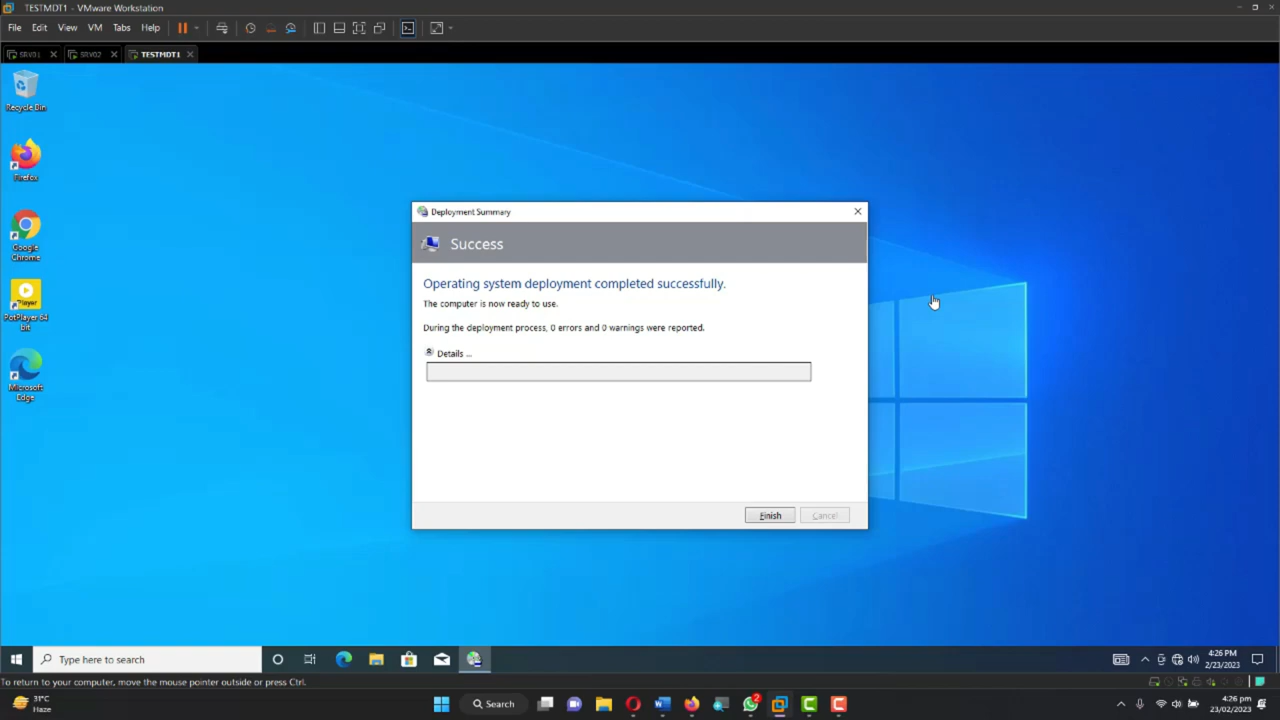 TESTMDT1 - VMware Workstation
File Edit View VM Tabs Help
SRV01 SRV02 TESTMDT1
Recycle Bin
Firefox
Google
Chrome
Player
PotPlayer 64
bit
Microsoft
Edge
Deployment Summary
Success
Operating system deployment completed successfully.
The computer is now ready to use.
During the deployment process, 0 errors and 0 warnings were reported.
Details ...
Finish Cancel
Type here to search
4:26 PM
2/23/2023
To return to your computer, move the mouse pointer outside or press Ctrl.
31°C
Haze
Search
2
4:26 pm
23/02/2023